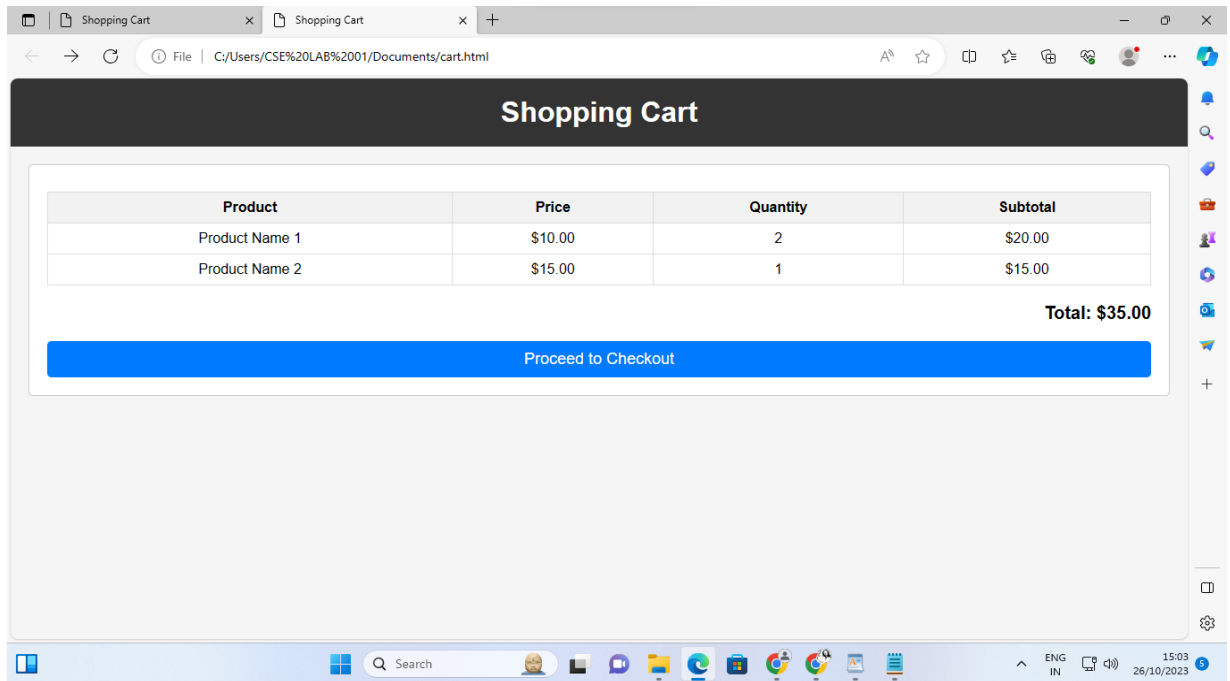 Shopping Cart
Shopping Cart
File
C:/Users/CSE%20LAB%2001/Documents/cart.html
Shopping Cart
Product Price Quantity Subtotal
Product Name 1 $10.00 2 $20.00
Product Name 2 $15.00 1 $15.00
Total: $35.00
Proceed to Checkout
Search
ENG
IN
15:03
26/10/2023
5